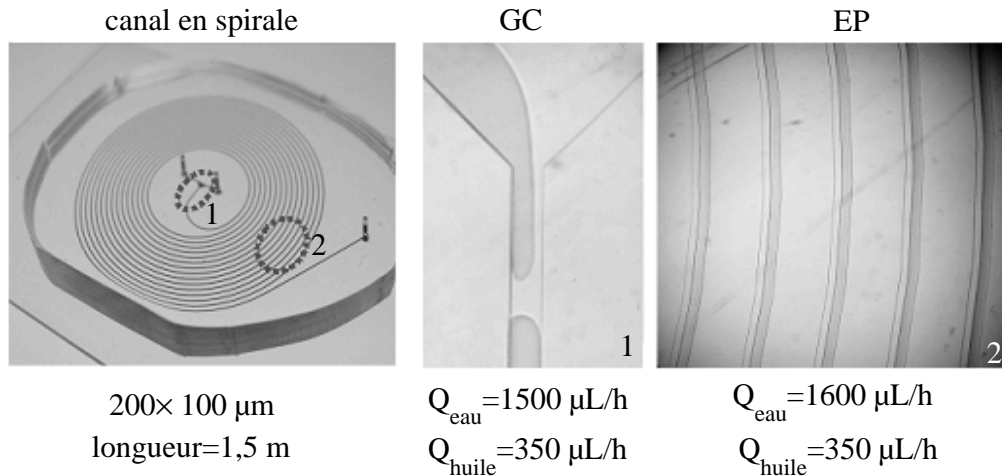 canal en spirale
GC
EP
1
2
1
2
200× 100 µm
longueur=1,5 m
Q_eau=1500 µL/h
Q_huile=350 µL/h
Q_eau=1600 µL/h
Q_huile=350 µL/h